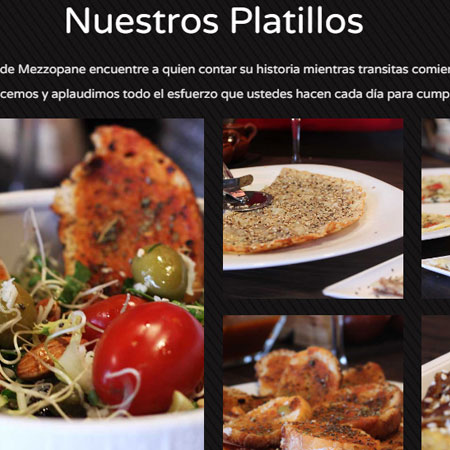 Nuestros Platillos
de Mezzopane encuentre a quien contar su historia mientras transitas comier
cemos y aplaudimos todo el esfuerzo que ustedes hacen cada día para cump